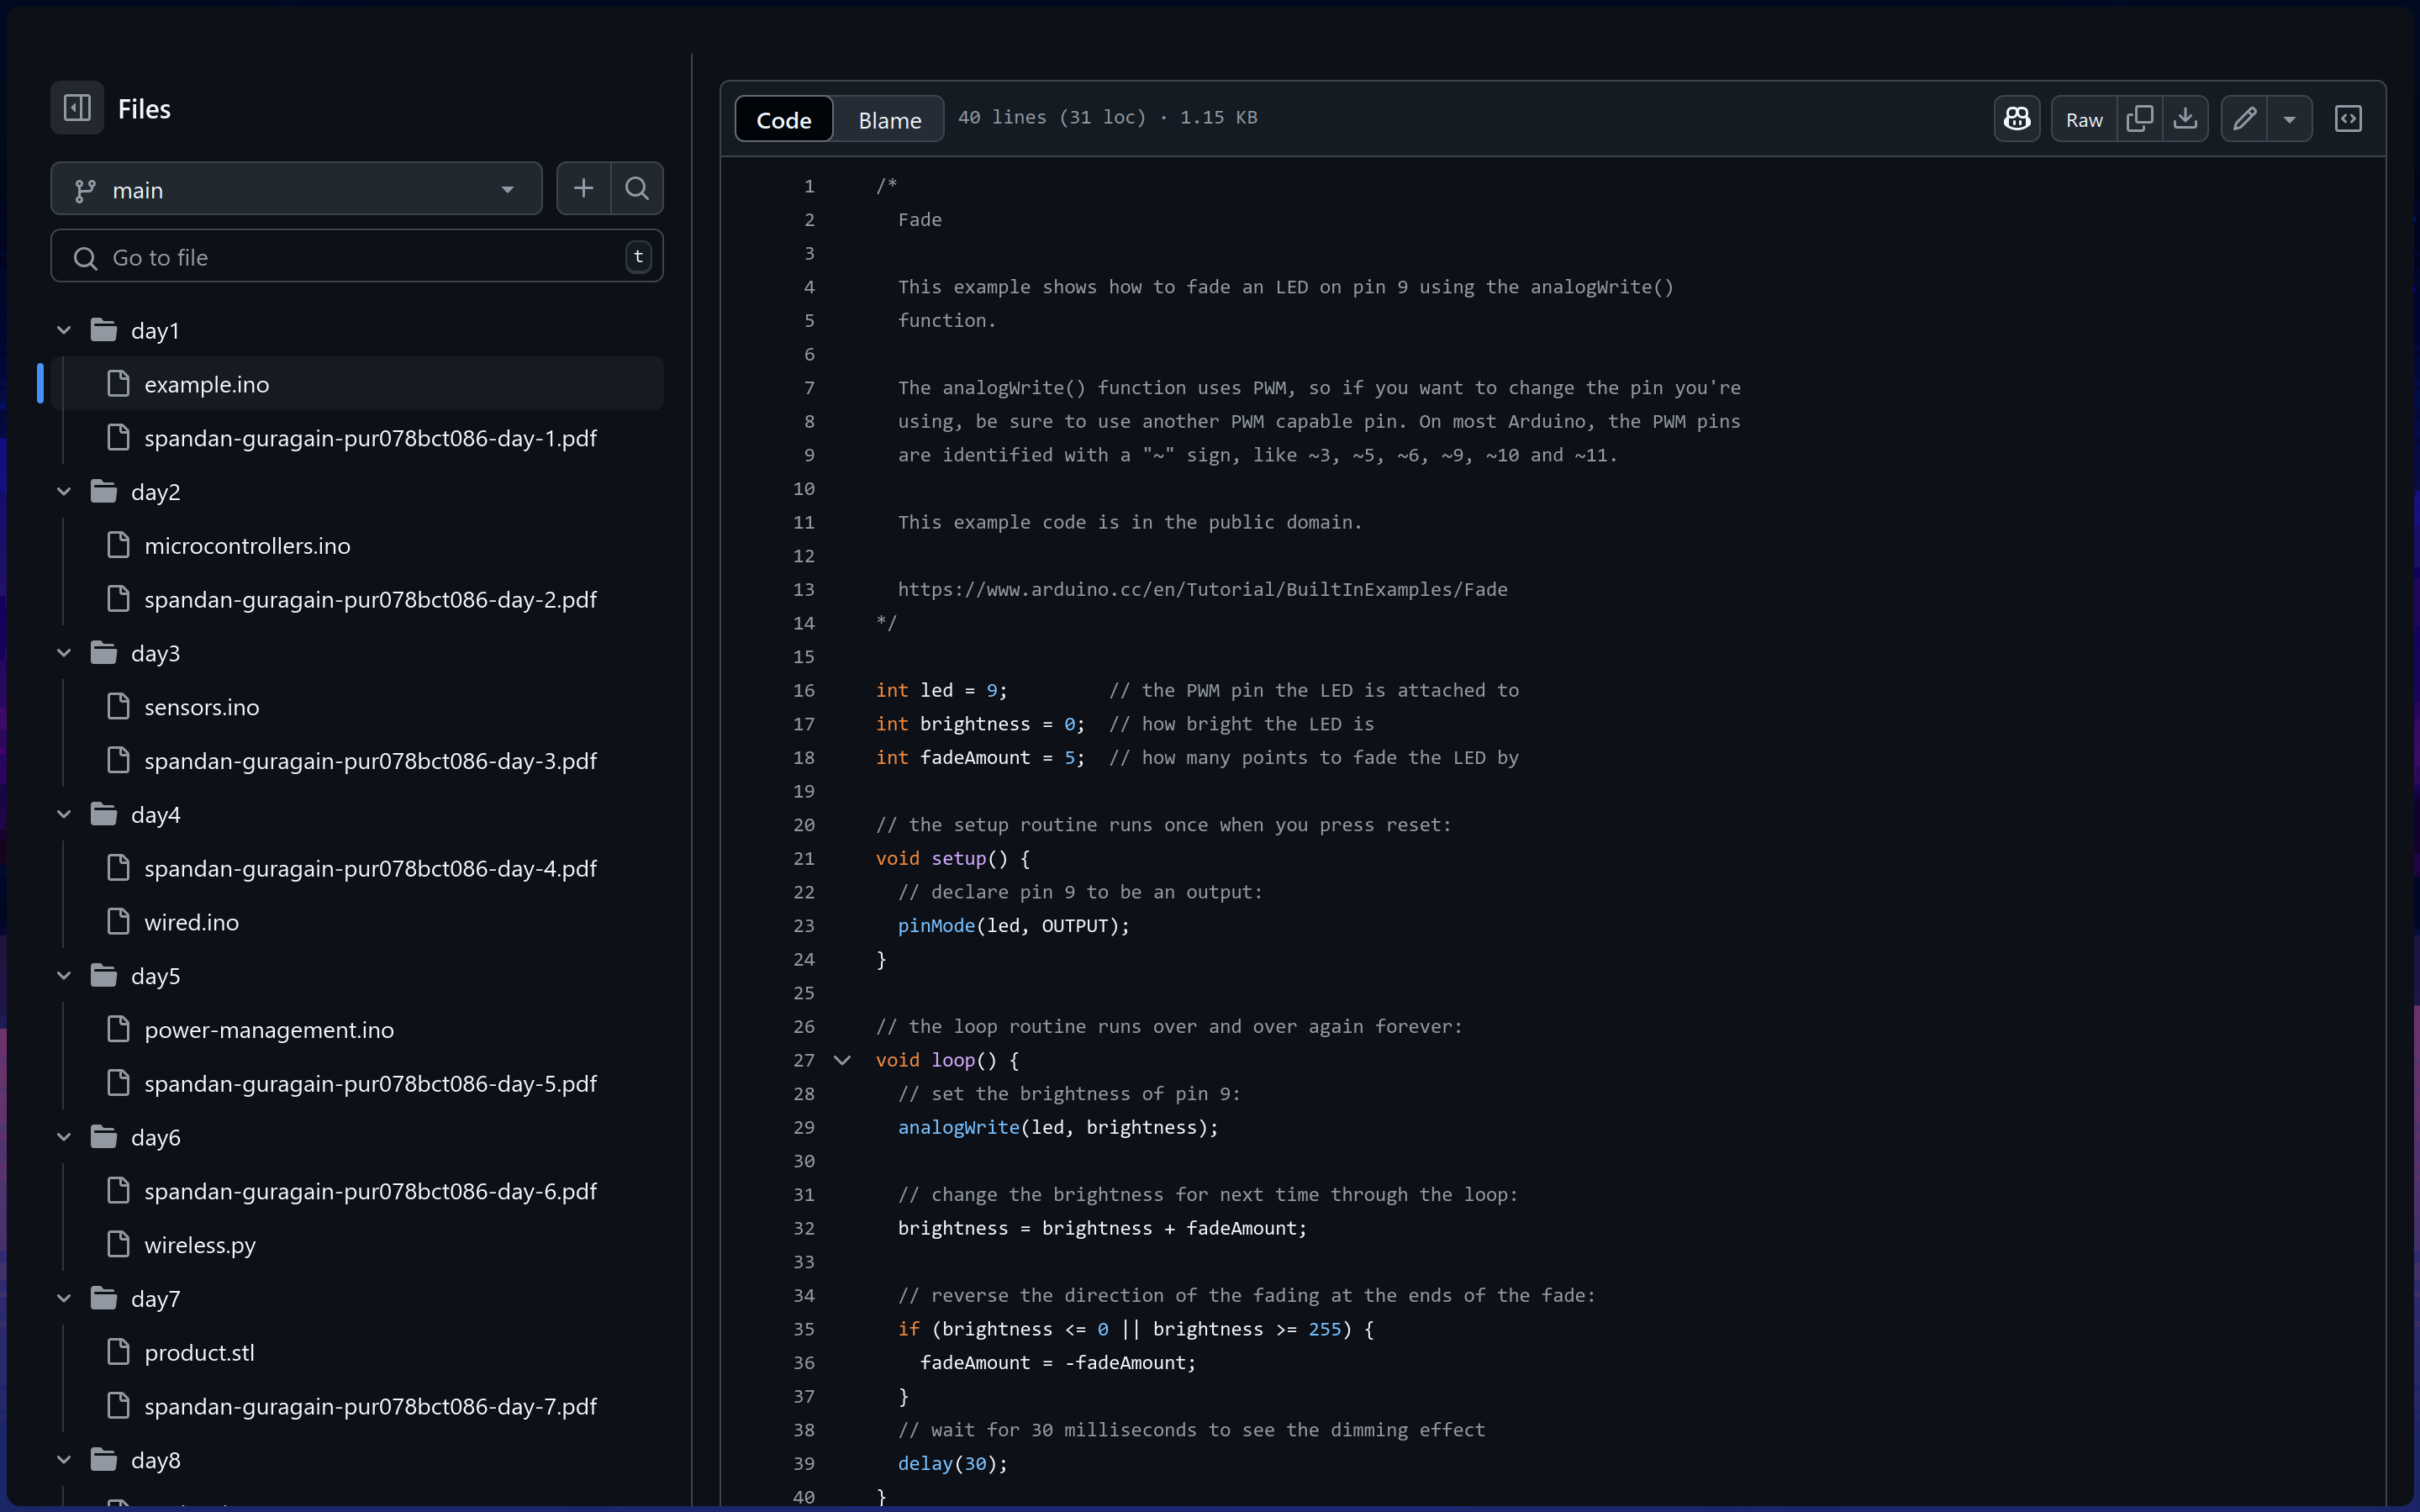 Files
main
Go to file
t
day1
example.ino
spandan-guragain-pur078bct086-day-1.pdf
day2
microcontrollers.ino
spandan-guragain-pur078bct086-day-2.pdf
day3
sensors.ino
spandan-guragain-pur078bct086-day-3.pdf
day4
spandan-guragain-pur078bct086-day-4.pdf
wired.ino
day5
power-management.ino
spandan-guragain-pur078bct086-day-5.pdf
day6
spandan-guragain-pur078bct086-day-6.pdf
wireless.py
day7
product.stl
spandan-guragain-pur078bct086-day-7.pdf
day8
Code Blame 40 lines (31 loc) · 1.15 KB Raw
1 /*
2   Fade
3
4   This example shows how to fade an LED on pin 9 using the analogWrite()
5   function.
6
7   The analogWrite() function uses PWM, so if you want to change the pin you're
8   using, be sure to use another PWM capable pin. On most Arduino, the PWM pins
9   are identified with a "~" sign, like ~3, ~5, ~6, ~9, ~10 and ~11.
10
11   This example code is in the public domain.
12
13   https://www.arduino.cc/en/Tutorial/BuiltInExamples/Fade
14 */
15
16 int led = 9;         // the PWM pin the LED is attached to
17 int brightness = 0;  // how bright the LED is
18 int fadeAmount = 5;  // how many points to fade the LED by
19
20 // the setup routine runs once when you press reset:
21 void setup() {
22   // declare pin 9 to be an output:
23   pinMode(led, OUTPUT);
24 }
25
26 // the loop routine runs over and over again forever:
27 void loop() {
28   // set the brightness of pin 9:
29   analogWrite(led, brightness);
30
31   // change the brightness for next time through the loop:
32   brightness = brightness + fadeAmount;
33
34   // reverse the direction of the fading at the ends of the fade:
35   if (brightness <= 0 || brightness >= 255) {
36     fadeAmount = -fadeAmount;
37   }
38   // wait for 30 milliseconds to see the dimming effect
39   delay(30);
40 }